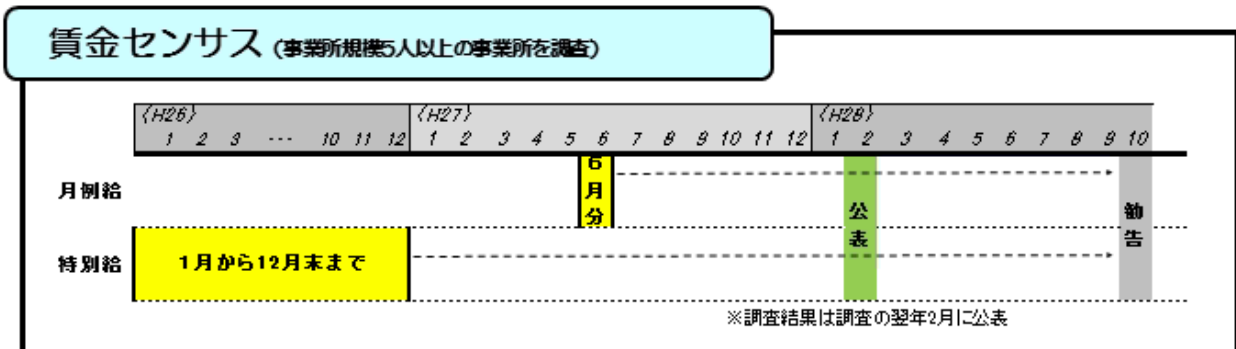 賃金センサス (事業所規模5人以上の事業所を調査)
〈H26〉 〈H27〉 〈H28〉
1 2 3 --- 10 11 12 1 2 3 4 5 6 7 8 9 10 11 12 1 2 3 4 5 6 7 8 9 10
月例給
6月分
公表
勧告
特別給
1月から12月末まで
※調査結果は調査の翌年2月に公表